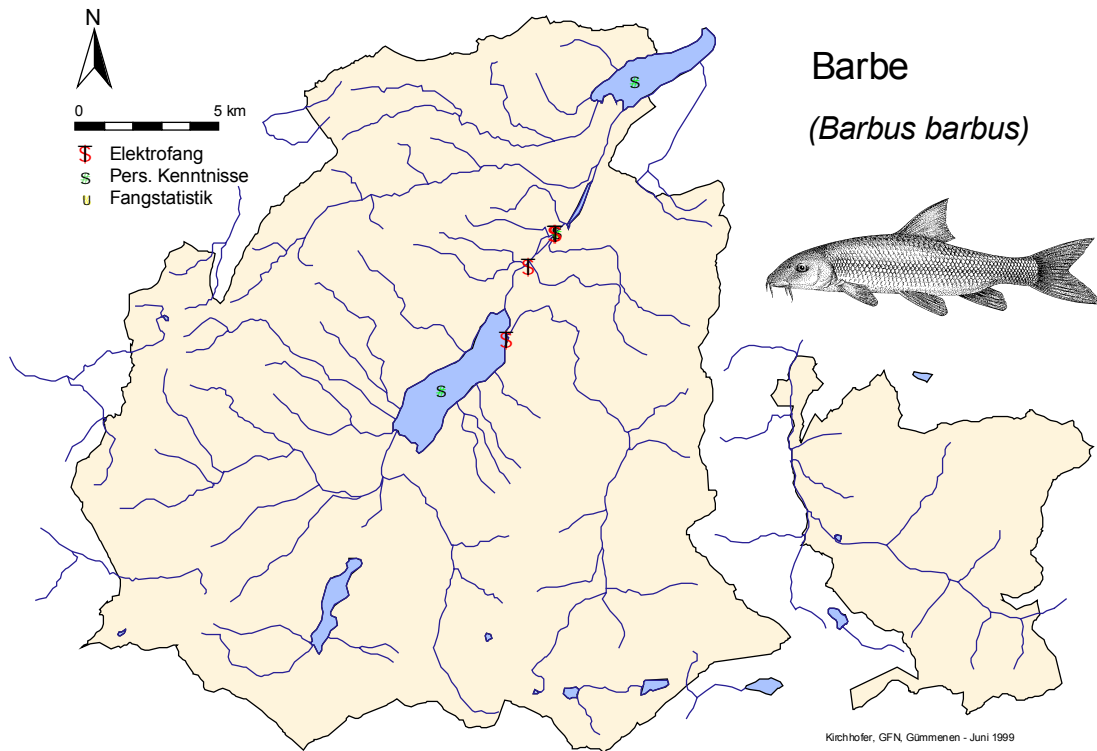 N
0 5 km
Elektrofang
s Pers. Kenntnisse
u Fangstatistik
Barbe
(Barbus barbus)
s
s
Kirchhofer, GFN, Gümmenen - Juni 1999